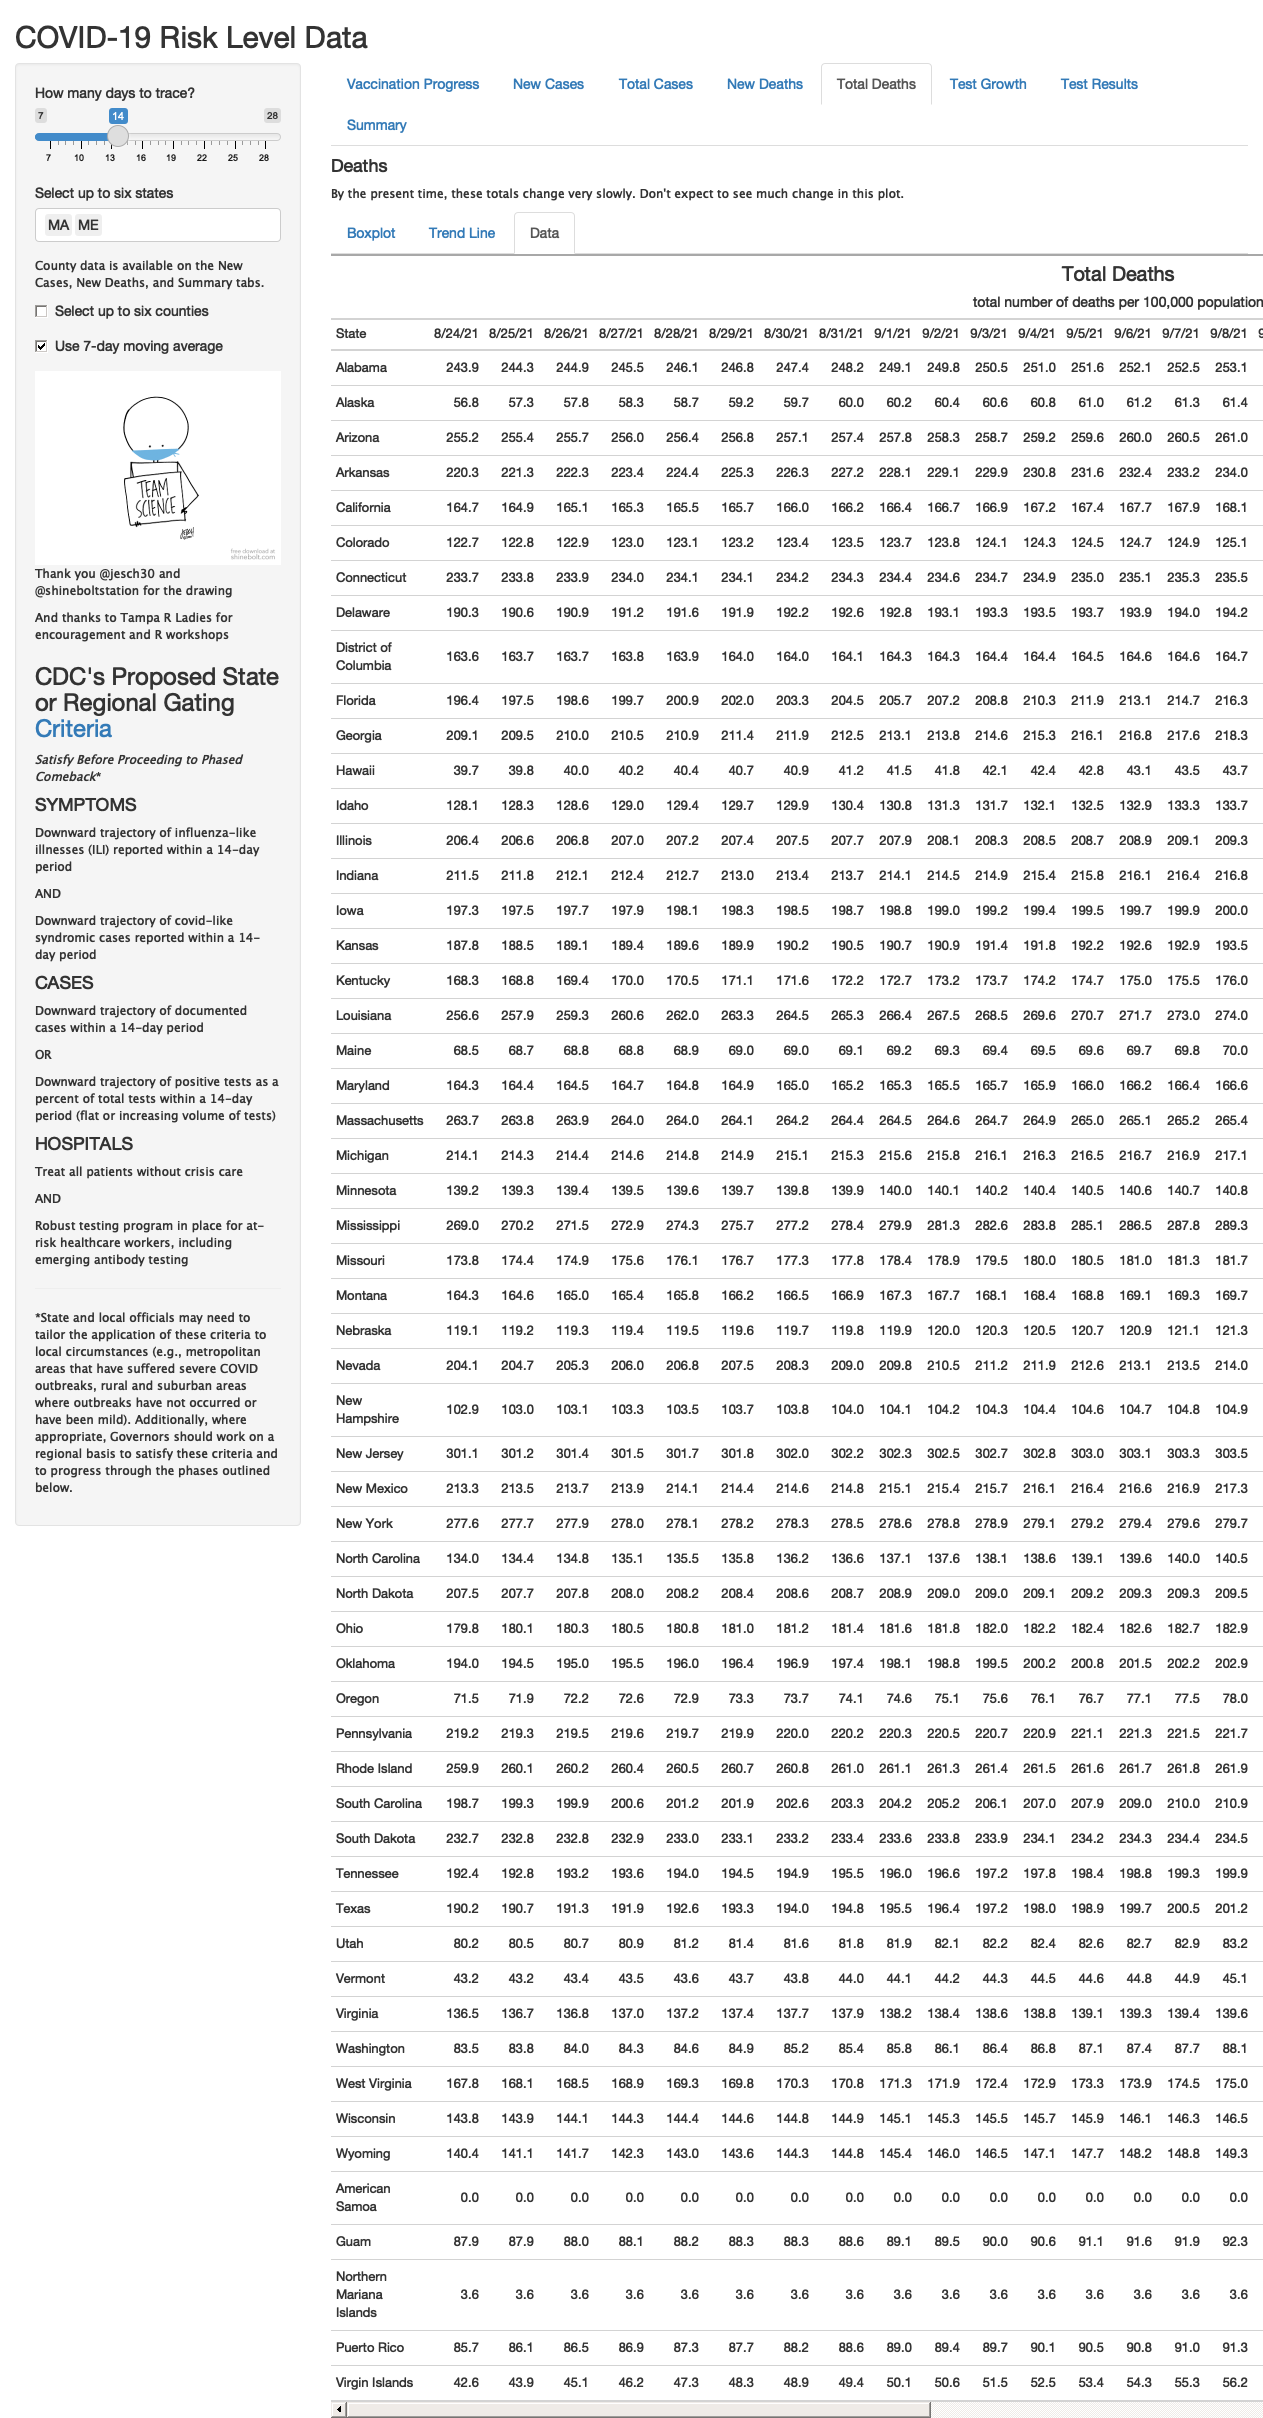 COVID-19 Risk Level Data
How many days to trace?
7 14 28
7 10 13 16 19 22 25 28
Select up to six states
MA ME
County data is available on the New
Cases, New Deaths, and Summary tabs.
Select up to six counties
Use 7-day moving average
TEAM
SCIENCE
free download at
shinebolt.com
Thank you @jesch30 and
@shineboltstation for the drawing
And thanks to Tampa R Ladies for
encouragement and R workshops
CDC's Proposed State
or Regional Gating
Criteria
Satisfy Before Proceeding to Phased
Comeback*
SYMPTOMS
Downward trajectory of influenza-like
illnesses (ILI) reported within a 14-day
period
AND
Downward trajectory of covid-like
syndromic cases reported within a 14-
day period
CASES
Downward trajectory of documented
cases within a 14-day period
OR
Downward trajectory of positive tests as a
percent of total tests within a 14-day
period (flat or increasing volume of tests)
HOSPITALS
Treat all patients without crisis care
AND
Robust testing program in place for at-
risk healthcare workers, including
emerging antibody testing
*State and local officials may need to
tailor the application of these criteria to
local circumstances (e.g., metropolitan
areas that have suffered severe COVID
outbreaks, rural and suburban areas
where outbreaks have not occurred or
have been mild). Additionally, where
appropriate, Governors should work on a
regional basis to satisfy these criteria and
to progress through the phases outlined
below.
Vaccination Progress New Cases Total Cases New Deaths Total Deaths Test Growth Test Results
Summary
Deaths
By the present time, these totals change very slowly. Don't expect to see much change in this plot.
Boxplot Trend Line Data
Total Deaths
total number of deaths per 100,000 population
State 8/24/21 8/25/21 8/26/21 8/27/21 8/28/21 8/29/21 8/30/21 8/31/21 9/1/21 9/2/21 9/3/21 9/4/21 9/5/21 9/6/21 9/7/21 9/8/21
Alabama 243.9 244.3 244.9 245.5 246.1 246.8 247.4 248.2 249.1 249.8 250.5 251.0 251.6 252.1 252.5 253.1
Alaska 56.8 57.3 57.8 58.3 58.7 59.2 59.7 60.0 60.2 60.4 60.6 60.8 61.0 61.2 61.3 61.4
Arizona 255.2 255.4 255.7 256.0 256.4 256.8 257.1 257.4 257.8 258.3 258.7 259.2 259.6 260.0 260.5 261.0
Arkansas 220.3 221.3 222.3 223.4 224.4 225.3 226.3 227.2 228.1 229.1 229.9 230.8 231.6 232.4 233.2 234.0
California 164.7 164.9 165.1 165.3 165.5 165.7 166.0 166.2 166.4 166.7 166.9 167.2 167.4 167.7 167.9 168.1
Colorado 122.7 122.8 122.9 123.0 123.1 123.2 123.4 123.5 123.7 123.8 124.1 124.3 124.5 124.7 124.9 125.1
Connecticut 233.7 233.8 233.9 234.0 234.1 234.1 234.2 234.3 234.4 234.6 234.7 234.9 235.0 235.1 235.3 235.5
Delaware 190.3 190.6 190.9 191.2 191.6 191.9 192.2 192.6 192.8 193.1 193.3 193.5 193.7 193.9 194.0 194.2
District of
Columbia 163.6 163.7 163.7 163.8 163.9 164.0 164.0 164.1 164.3 164.3 164.4 164.4 164.5 164.6 164.6 164.7
Florida 196.4 197.5 198.6 199.7 200.9 202.0 203.3 204.5 205.7 207.2 208.8 210.3 211.9 213.1 214.7 216.3
Georgia 209.1 209.5 210.0 210.5 210.9 211.4 211.9 212.5 213.1 213.8 214.6 215.3 216.1 216.8 217.6 218.3
Hawaii 39.7 39.8 40.0 40.2 40.4 40.7 40.9 41.2 41.5 41.8 42.1 42.4 42.8 43.1 43.5 43.7
Idaho 128.1 128.3 128.6 129.0 129.4 129.7 129.9 130.4 130.8 131.3 131.7 132.1 132.5 132.9 133.3 133.7
Illinois 206.4 206.6 206.8 207.0 207.2 207.4 207.5 207.7 207.9 208.1 208.3 208.5 208.7 208.9 209.1 209.3
Indiana 211.5 211.8 212.1 212.4 212.7 213.0 213.4 213.7 214.1 214.5 214.9 215.4 215.8 216.1 216.4 216.8
Iowa 197.3 197.5 197.7 197.9 198.1 198.3 198.5 198.7 198.8 199.0 199.2 199.4 199.5 199.7 199.9 200.0
Kansas 187.8 188.5 189.1 189.4 189.6 189.9 190.2 190.5 190.7 190.9 191.4 191.8 192.2 192.6 192.9 193.5
Kentucky 168.3 168.8 169.4 170.0 170.5 171.1 171.6 172.2 172.7 173.2 173.7 174.2 174.7 175.0 175.5 176.0
Louisiana 256.6 257.9 259.3 260.6 262.0 263.3 264.5 265.3 266.4 267.5 268.5 269.6 270.7 271.7 273.0 274.0
Maine 68.5 68.7 68.8 68.8 68.9 69.0 69.0 69.1 69.2 69.3 69.4 69.5 69.6 69.7 69.8 70.0
Maryland 164.3 164.4 164.5 164.7 164.8 164.9 165.0 165.2 165.3 165.5 165.7 165.9 166.0 166.2 166.4 166.6
Massachusetts 263.7 263.8 263.9 264.0 264.0 264.1 264.2 264.4 264.5 264.6 264.7 264.9 265.0 265.1 265.2 265.4
Michigan 214.1 214.3 214.4 214.6 214.8 214.9 215.1 215.3 215.6 215.8 216.1 216.3 216.5 216.7 216.9 217.1
Minnesota 139.2 139.3 139.4 139.5 139.6 139.7 139.8 139.9 140.0 140.1 140.2 140.4 140.5 140.6 140.7 140.8
Mississippi 269.0 270.2 271.5 272.9 274.3 275.7 277.2 278.4 279.9 281.3 282.6 283.8 285.1 286.5 287.8 289.3
Missouri 173.8 174.4 174.9 175.6 176.1 176.7 177.3 177.8 178.4 178.9 179.5 180.0 180.5 181.0 181.3 181.7
Montana 164.3 164.6 165.0 165.4 165.8 166.2 166.5 166.9 167.3 167.7 168.1 168.4 168.8 169.1 169.3 169.7
Nebraska 119.1 119.2 119.3 119.4 119.5 119.6 119.7 119.8 119.9 120.0 120.3 120.5 120.7 120.9 121.1 121.3
Nevada 204.1 204.7 205.3 206.0 206.8 207.5 208.3 209.0 209.8 210.5 211.2 211.9 212.6 213.1 213.5 214.0
New
Hampshire 102.9 103.0 103.1 103.3 103.5 103.7 103.8 104.0 104.1 104.2 104.3 104.4 104.6 104.7 104.8 104.9
New Jersey 301.1 301.2 301.4 301.5 301.7 301.8 302.0 302.2 302.3 302.5 302.7 302.8 303.0 303.1 303.3 303.5
New Mexico 213.3 213.5 213.7 213.9 214.1 214.4 214.6 214.8 215.1 215.4 215.7 216.1 216.4 216.6 216.9 217.3
New York 277.6 277.7 277.9 278.0 278.1 278.2 278.3 278.5 278.6 278.8 278.9 279.1 279.2 279.4 279.6 279.7
North Carolina 134.0 134.4 134.8 135.1 135.5 135.8 136.2 136.6 137.1 137.6 138.1 138.6 139.1 139.6 140.0 140.5
North Dakota 207.5 207.7 207.8 208.0 208.2 208.4 208.6 208.7 208.9 209.0 209.0 209.1 209.2 209.3 209.3 209.5
Ohio 179.8 180.1 180.3 180.5 180.8 181.0 181.2 181.4 181.6 181.8 182.0 182.2 182.4 182.6 182.7 182.9
Oklahoma 194.0 194.5 195.0 195.5 196.0 196.4 196.9 197.4 198.1 198.8 199.5 200.2 200.8 201.5 202.2 202.9
Oregon 71.5 71.9 72.2 72.6 72.9 73.3 73.7 74.1 74.6 75.1 75.6 76.1 76.7 77.1 77.5 78.0
Pennsylvania 219.2 219.3 219.5 219.6 219.7 219.9 220.0 220.2 220.3 220.5 220.7 220.9 221.1 221.3 221.5 221.7
Rhode Island 259.9 260.1 260.2 260.4 260.5 260.7 260.8 261.0 261.1 261.3 261.4 261.5 261.6 261.7 261.8 261.9
South Carolina 198.7 199.3 199.9 200.6 201.2 201.9 202.6 203.3 204.2 205.2 206.1 207.0 207.9 209.0 210.0 210.9
South Dakota 232.7 232.8 232.8 232.9 233.0 233.1 233.2 233.4 233.6 233.8 233.9 234.1 234.2 234.3 234.4 234.5
Tennessee 192.4 192.8 193.2 193.6 194.0 194.5 194.9 195.5 196.0 196.6 197.2 197.8 198.4 198.8 199.3 199.9
Texas 190.2 190.7 191.3 191.9 192.6 193.3 194.0 194.8 195.5 196.4 197.2 198.0 198.9 199.7 200.5 201.2
Utah 80.2 80.5 80.7 80.9 81.2 81.4 81.6 81.8 81.9 82.1 82.2 82.4 82.6 82.7 82.9 83.2
Vermont 43.2 43.2 43.4 43.5 43.6 43.7 43.8 44.0 44.1 44.2 44.3 44.5 44.6 44.8 44.9 45.1
Virginia 136.5 136.7 136.8 137.0 137.2 137.4 137.7 137.9 138.2 138.4 138.6 138.8 139.1 139.3 139.4 139.6
Washington 83.5 83.8 84.0 84.3 84.6 84.9 85.2 85.4 85.8 86.1 86.4 86.8 87.1 87.4 87.7 88.1
West Virginia 167.8 168.1 168.5 168.9 169.3 169.8 170.3 170.8 171.3 171.9 172.4 172.9 173.3 173.9 174.5 175.0
Wisconsin 143.8 143.9 144.1 144.3 144.4 144.6 144.8 144.9 145.1 145.3 145.5 145.7 145.9 146.1 146.3 146.5
Wyoming 140.4 141.1 141.7 142.3 143.0 143.6 144.3 144.8 145.4 146.0 146.5 147.1 147.7 148.2 148.8 149.3
American
Samoa 0.0 0.0 0.0 0.0 0.0 0.0 0.0 0.0 0.0 0.0 0.0 0.0 0.0 0.0 0.0 0.0
Guam 87.9 87.9 88.0 88.1 88.2 88.3 88.3 88.6 89.1 89.5 90.0 90.6 91.1 91.6 91.9 92.3
Northern
Mariana 3.6 3.6 3.6 3.6 3.6 3.6 3.6 3.6 3.6 3.6 3.6 3.6 3.6 3.6 3.6 3.6
Islands
Puerto Rico 85.7 86.1 86.5 86.9 87.3 87.7 88.2 88.6 89.0 89.4 89.7 90.1 90.5 90.8 91.0 91.3
Virgin Islands 42.6 43.9 45.1 46.2 47.3 48.3 48.9 49.4 50.1 50.6 51.5 52.5 53.4 54.3 55.3 56.2